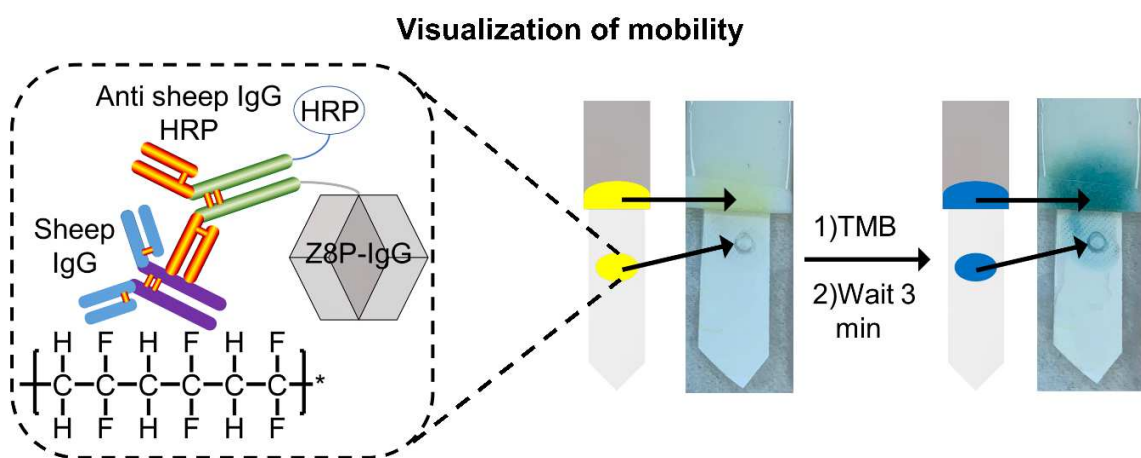 Visualization of mobility
Anti sheep IgG
HRP
HRP
Sheep
IgG
Z8P-IgG
H F H F H F
C C C C C C *
H F H F H F
1)TMB
2)Wait 3
min